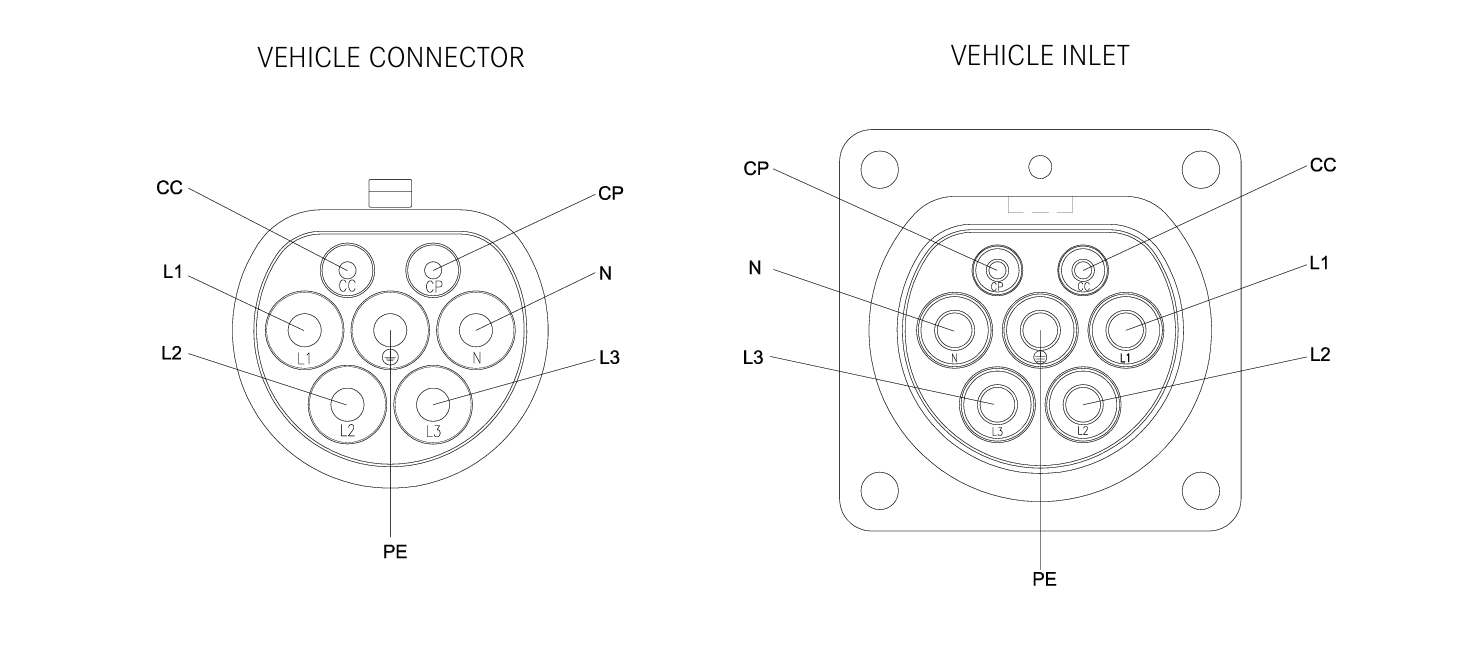 VEHICLE CONNECTOR
CC
CP
L1
N
L2
L3
CC
CP
L1
N
L2
L3
PE
VEHICLE INLET
CP
CC
N
L1
L3
L2
CP
CC
N
L1
L3
L2
PE